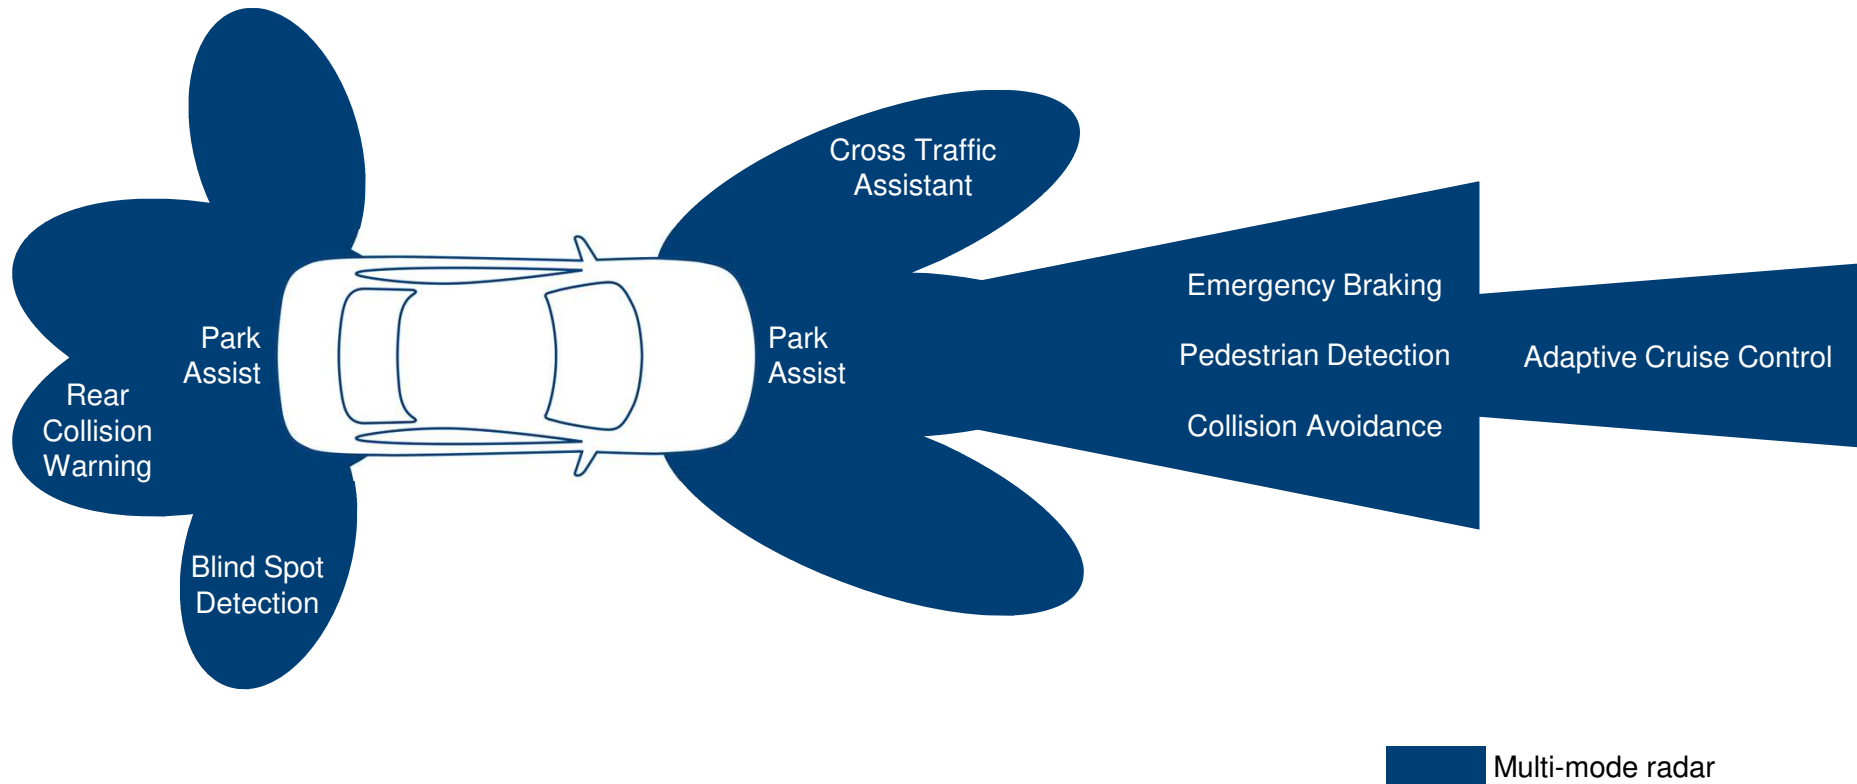 Cross Traffic
Assistant
Emergency Braking
Park
Assist
Park
Assist
Pedestrian Detection
Adaptive Cruise Control
Rear
Collision
Warning
Collision Avoidance
Blind Spot
Detection
Multi-mode radar